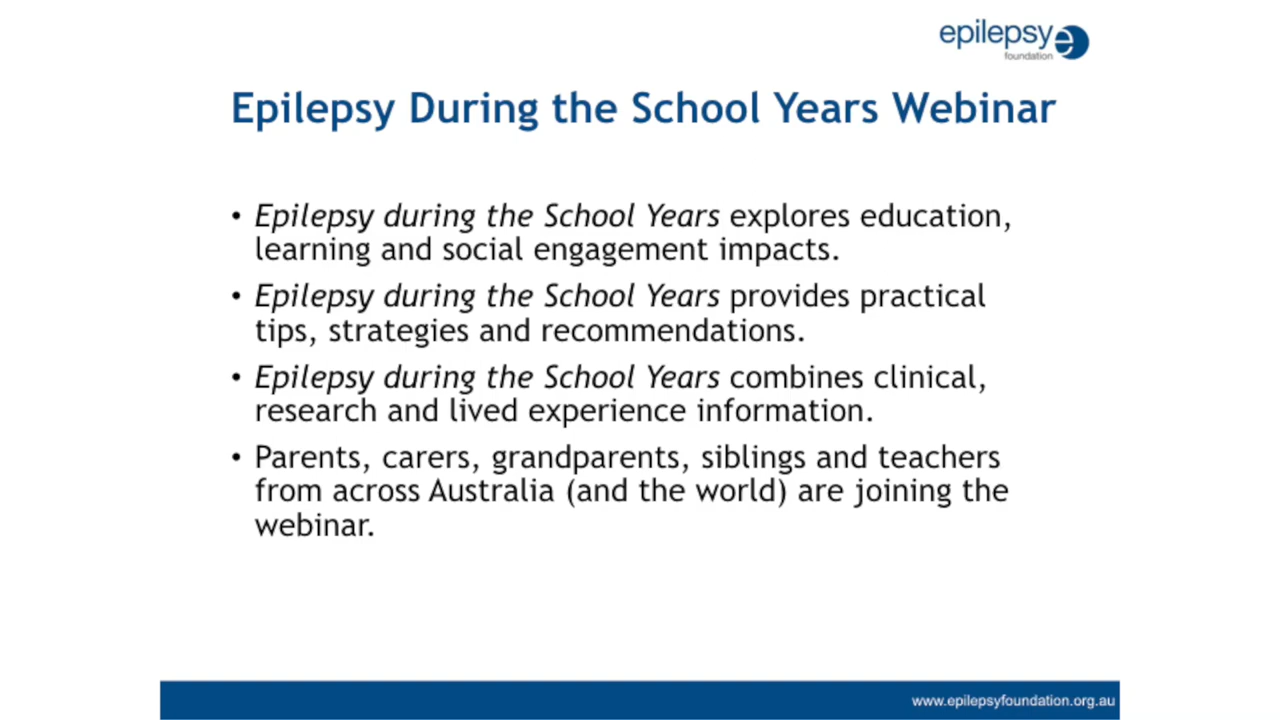 epilepsy e
foundation
Epilepsy During the School Years Webinar
• Epilepsy during the School Years explores education,
learning and social engagement impacts.
• Epilepsy during the School Years provides practical
tips, strategies and recommendations.
• Epilepsy during the School Years combines clinical,
research and lived experience information.
• Parents, carers, grandparents, siblings and teachers
from across Australia (and the world) are joining the
webinar.
www.epilepsyfoundation.org.au